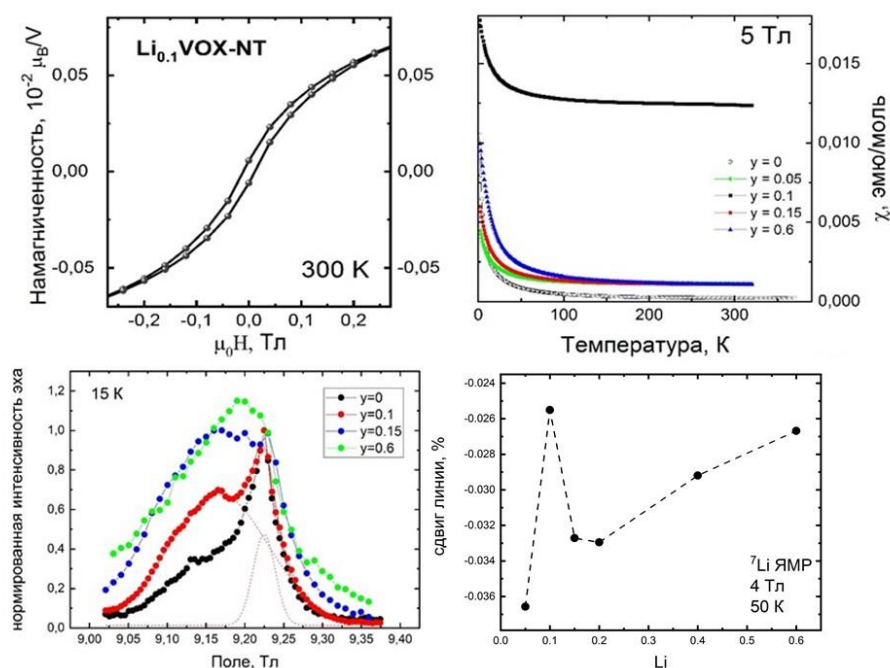 Li0.1VOX-NT
Намагниченность, 10-2 μB/V
0,05
0,00
-0,05
0,05
0,00
-0,05
300 K
-0,2 -0,1 0,0 0,1 0,2
μ0H, Тл
5 Тл
0,015
0,010
0,005
0,000
χ, эмю/моль
y = 0
y = 0.05
y = 0.1
y = 0.15
y = 0.6
0 100 200 300
Температура, К
нормированная интенсивность эха
1,2
1,0
0,8
0,6
0,4
0,2
0,0
15 К
y=0
y=0.1
y=0.15
y=0.6
9,00 9,05 9,10 9,15 9,20 9,25 9,30 9,35 9,40
Поле, Тл
сдвиг линии, %
-0.024
-0.026
-0.028
-0.030
-0.032
-0.034
-0.036
7Li ЯМР
4 Тл
50 К
0.0 0.1 0.2 0.3 0.4 0.5 0.6
Li